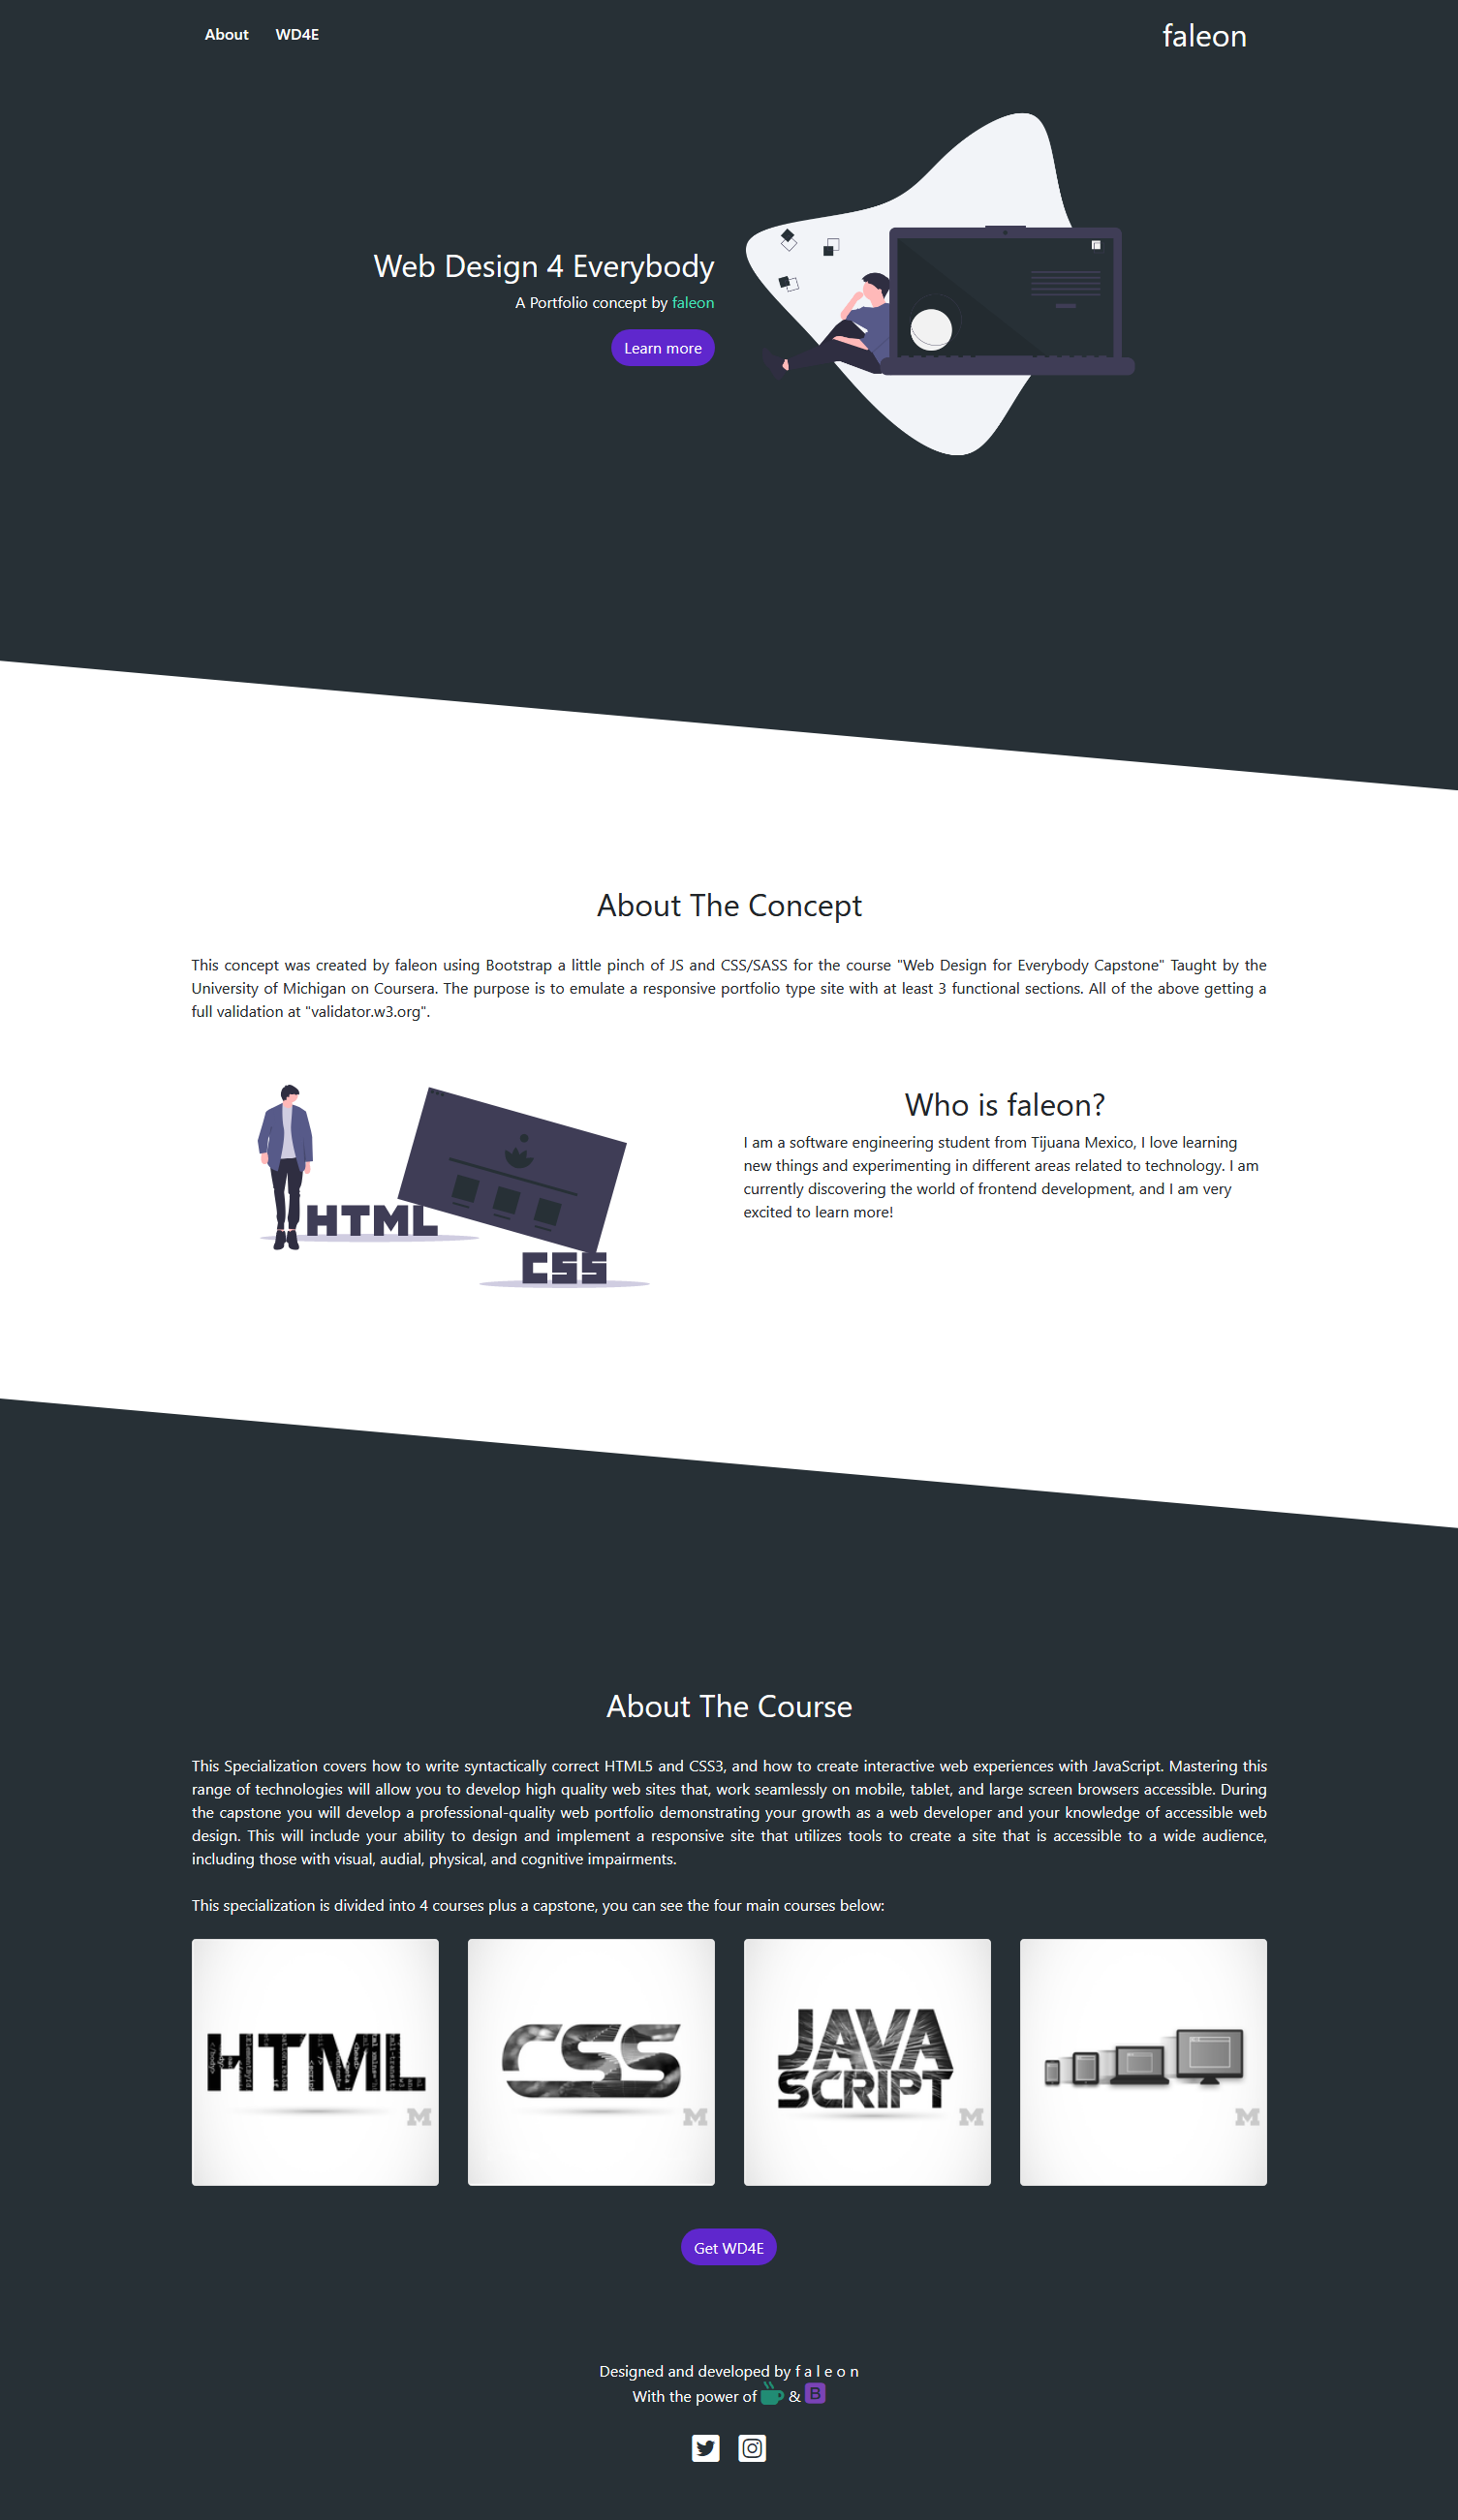 About WD4E faleon
Web Design 4 Everybody
A Portfolio concept by faleon
Learn more
About The Concept
This concept was created by faleon using Bootstrap a little pinch of JS and CSS/SASS for the course "Web Design for Everybody Capstone" Taught by the
University of Michigan on Coursera. The purpose is to emulate a responsive portfolio type site with at least 3 functional sections. All of the above getting a
full validation at "validator.w3.org".
HTML
CSS
Who is faleon?
I am a software engineering student from Tijuana Mexico, I love learning
new things and experimenting in different areas related to technology. I am
currently discovering the world of frontend development, and I am very
excited to learn more!
About The Course
This Specialization covers how to write syntactically correct HTML5 and CSS3, and how to create interactive web experiences with JavaScript. Mastering this
range of technologies will allow you to develop high quality web sites that, work seamlessly on mobile, tablet, and large screen browsers accessible. During
the capstone you will develop a professional-quality web portfolio demonstrating your growth as a web developer and your knowledge of accessible web
design. This will include your ability to design and implement a responsive site that utilizes tools to create a site that is accessible to a wide audience,
including those with visual, audial, physical, and cognitive impairments.
This specialization is divided into 4 courses plus a capstone, you can see the four main courses below:
HTML
M
CSS
M
JAVA
SCRIPT
M
M
Get WD4E
Designed and developed by f a l e o n
With the power of & B